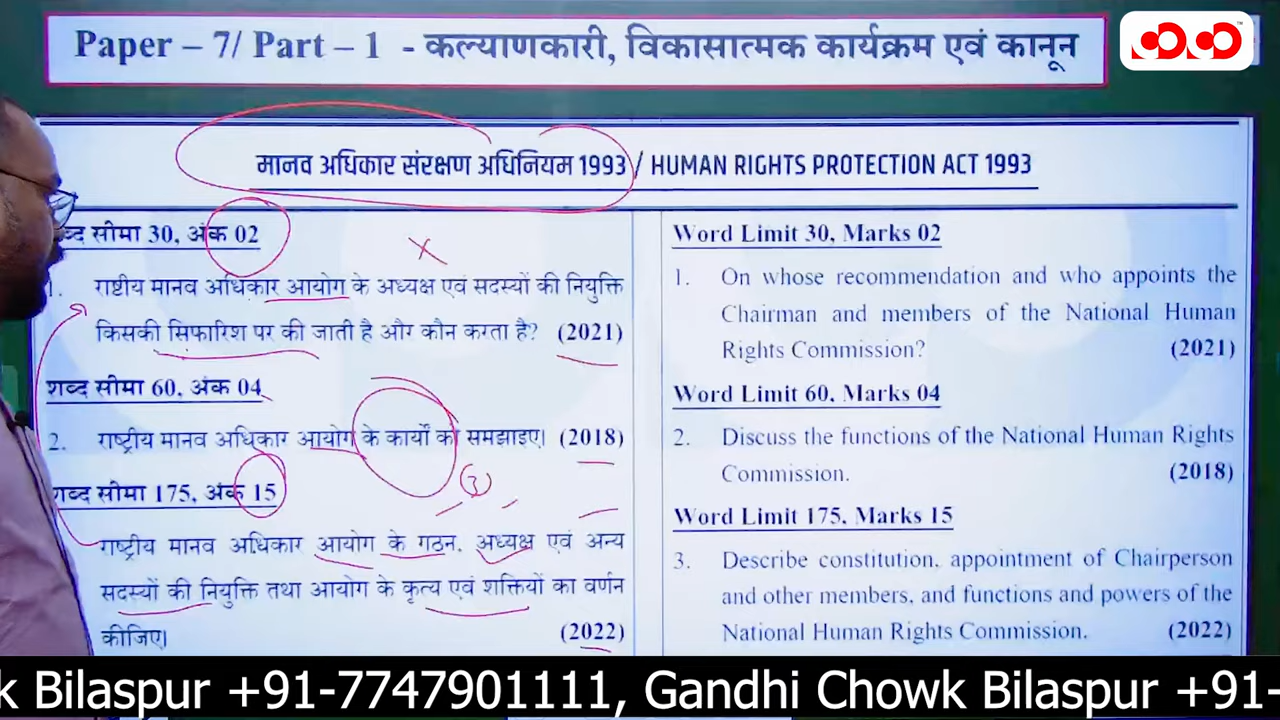 Paper – 7/ Part – 1 - कल्याणकारी, विकासात्मक कार्यक्रम एवं कानून
मानव अधिकार संरक्षण अधिनियम 1993 / HUMAN RIGHTS PROTECTION ACT 1993
सीमा 30, अंक 02
1. राष्टीय मानव अधिकार आयोग के अध्यक्ष एवं सदस्यों की नियुक्ति
किसकी सिफारिश पर की जाती है और कौन करता है? (2021)
शब्द सीमा 60, अंक 04
2. राष्ट्रीय मानव अधिकार आयोग के कार्यों को समझाइए। (2018)
शब्द सीमा 175, अंक 15
राष्ट्रीय मानव अधिकार आयोग के गठन, अध्यक्ष एवं अन्य
सदस्यों की नियुक्ति तथा आयोग के कृत्य एवं शक्तियों का वर्णन
कीजिए। (2022)
Word Limit 30, Marks 02
1. On whose recommendation and who appoints the
Chairman and members of the National Human
Rights Commission? (2021)
Word Limit 60, Marks 04
2. Discuss the functions of the National Human Rights
Commission. (2018)
Word Limit 175, Marks 15
3. Describe constitution, appointment of Chairperson
and other members, and functions and powers of the
National Human Rights Commission. (2022)
k Bilaspur +91-7747901111, Gandhi Chowk Bilaspur +91-